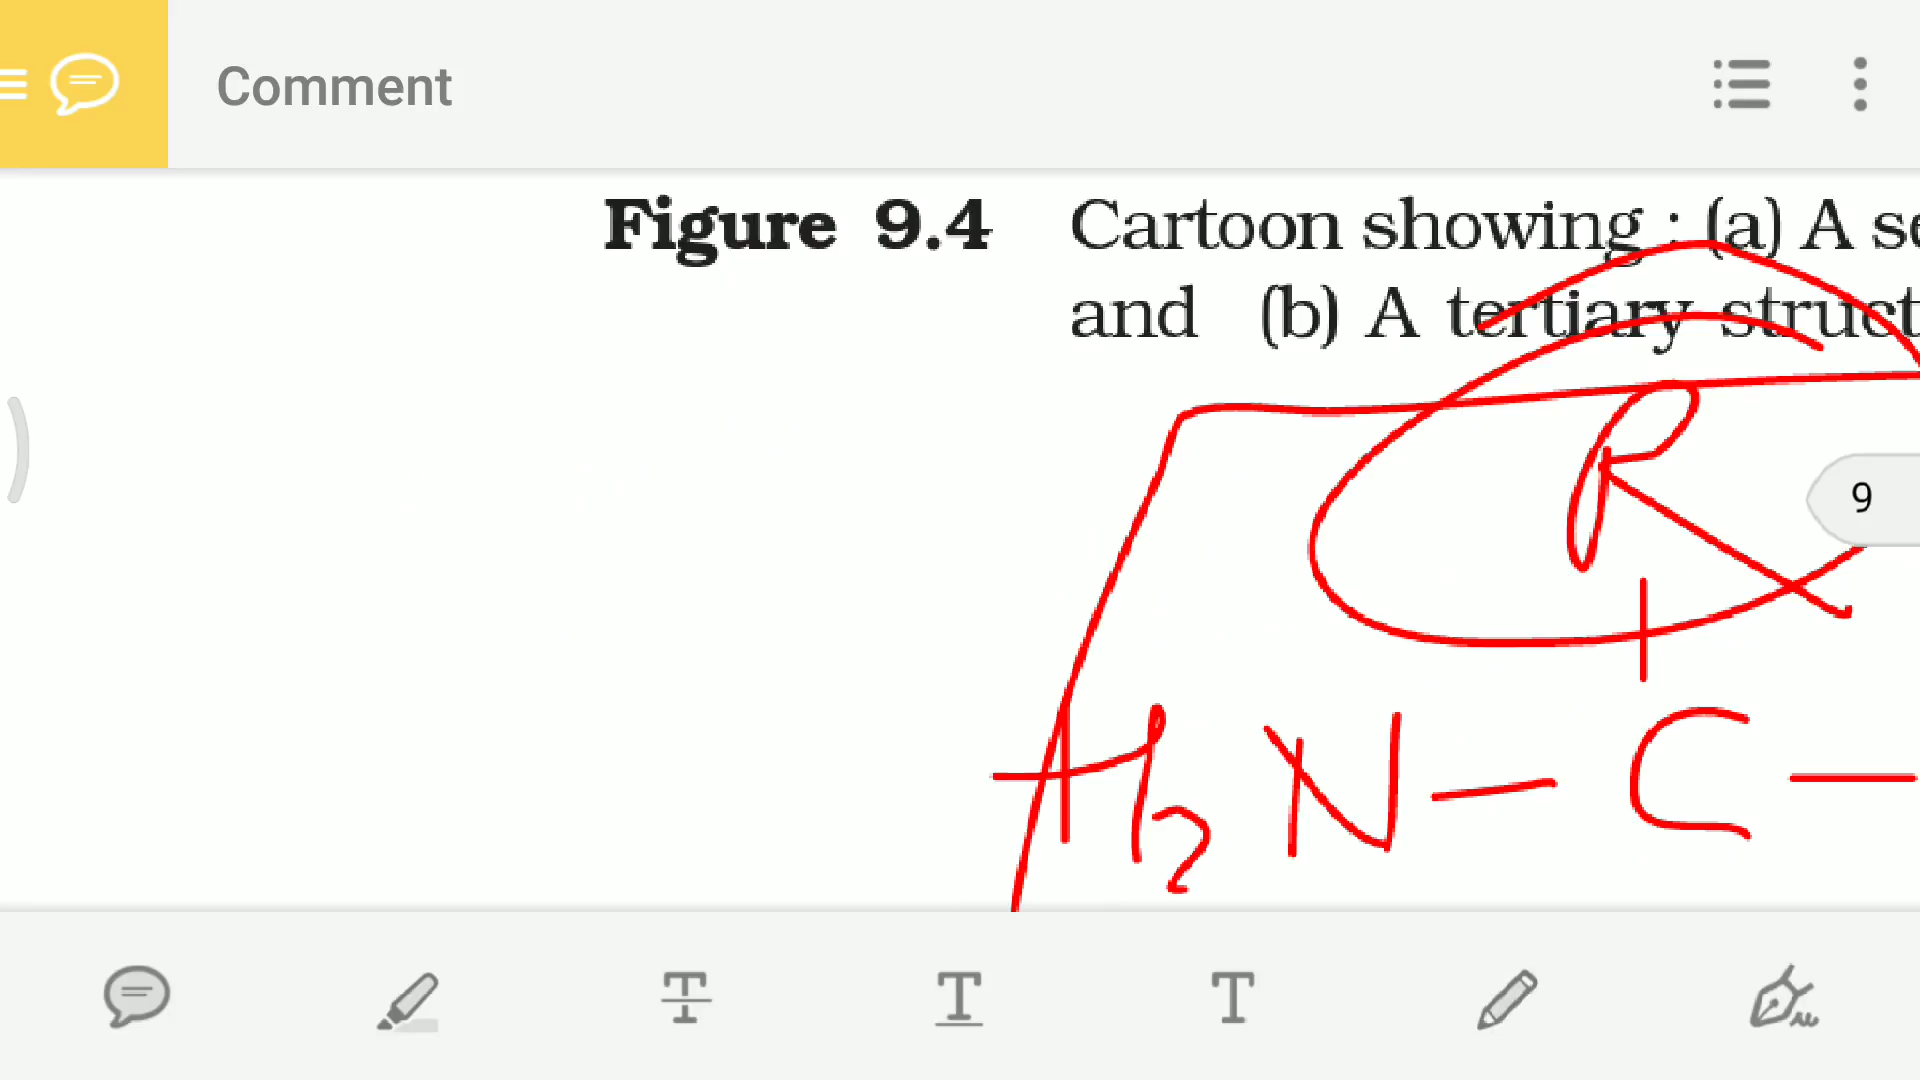 Comment
Figure 9.4 Cartoon showing : (a) A se
and (b) A tertiary struct
R
9
H₂N — C —